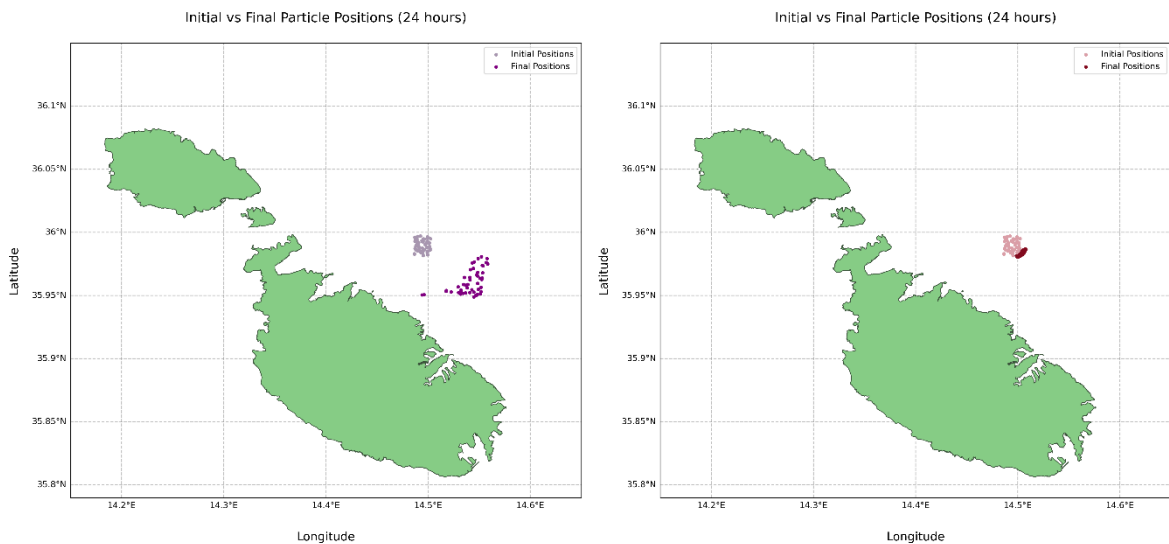 Initial vs Final Particle Positions (24 hours)
Initial Positions
Final Positions
36.1°N
36.05°N
36°N
35.95°N
35.9°N
35.85°N
35.8°N
Latitude
14.2°E
14.3°E
14.4°E
14.5°E
14.6°E
Longitude
Initial vs Final Particle Positions (24 hours)
Initial Positions
Final Positions
36.1°N
36.05°N
36°N
35.95°N
35.9°N
35.85°N
35.8°N
Latitude
14.2°E
14.3°E
14.4°E
14.5°E
14.6°E
Longitude